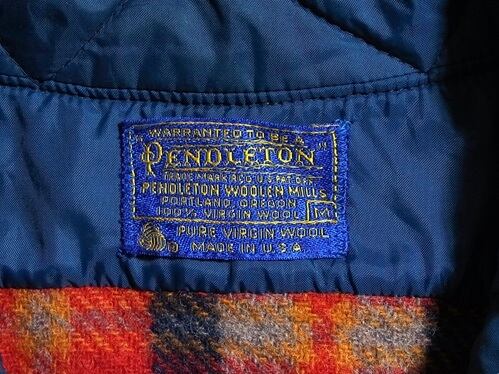 "WARRANTED TO BE A
PENDLETON"
TRADE MARK REG. U.S. PAT. OFF.
PENDLETON WOOLEN MILLS
PORTLAND, OREGON
100% VIRGIN WOOL M
PURE VIRGIN WOOL
MADE IN U.S.A.